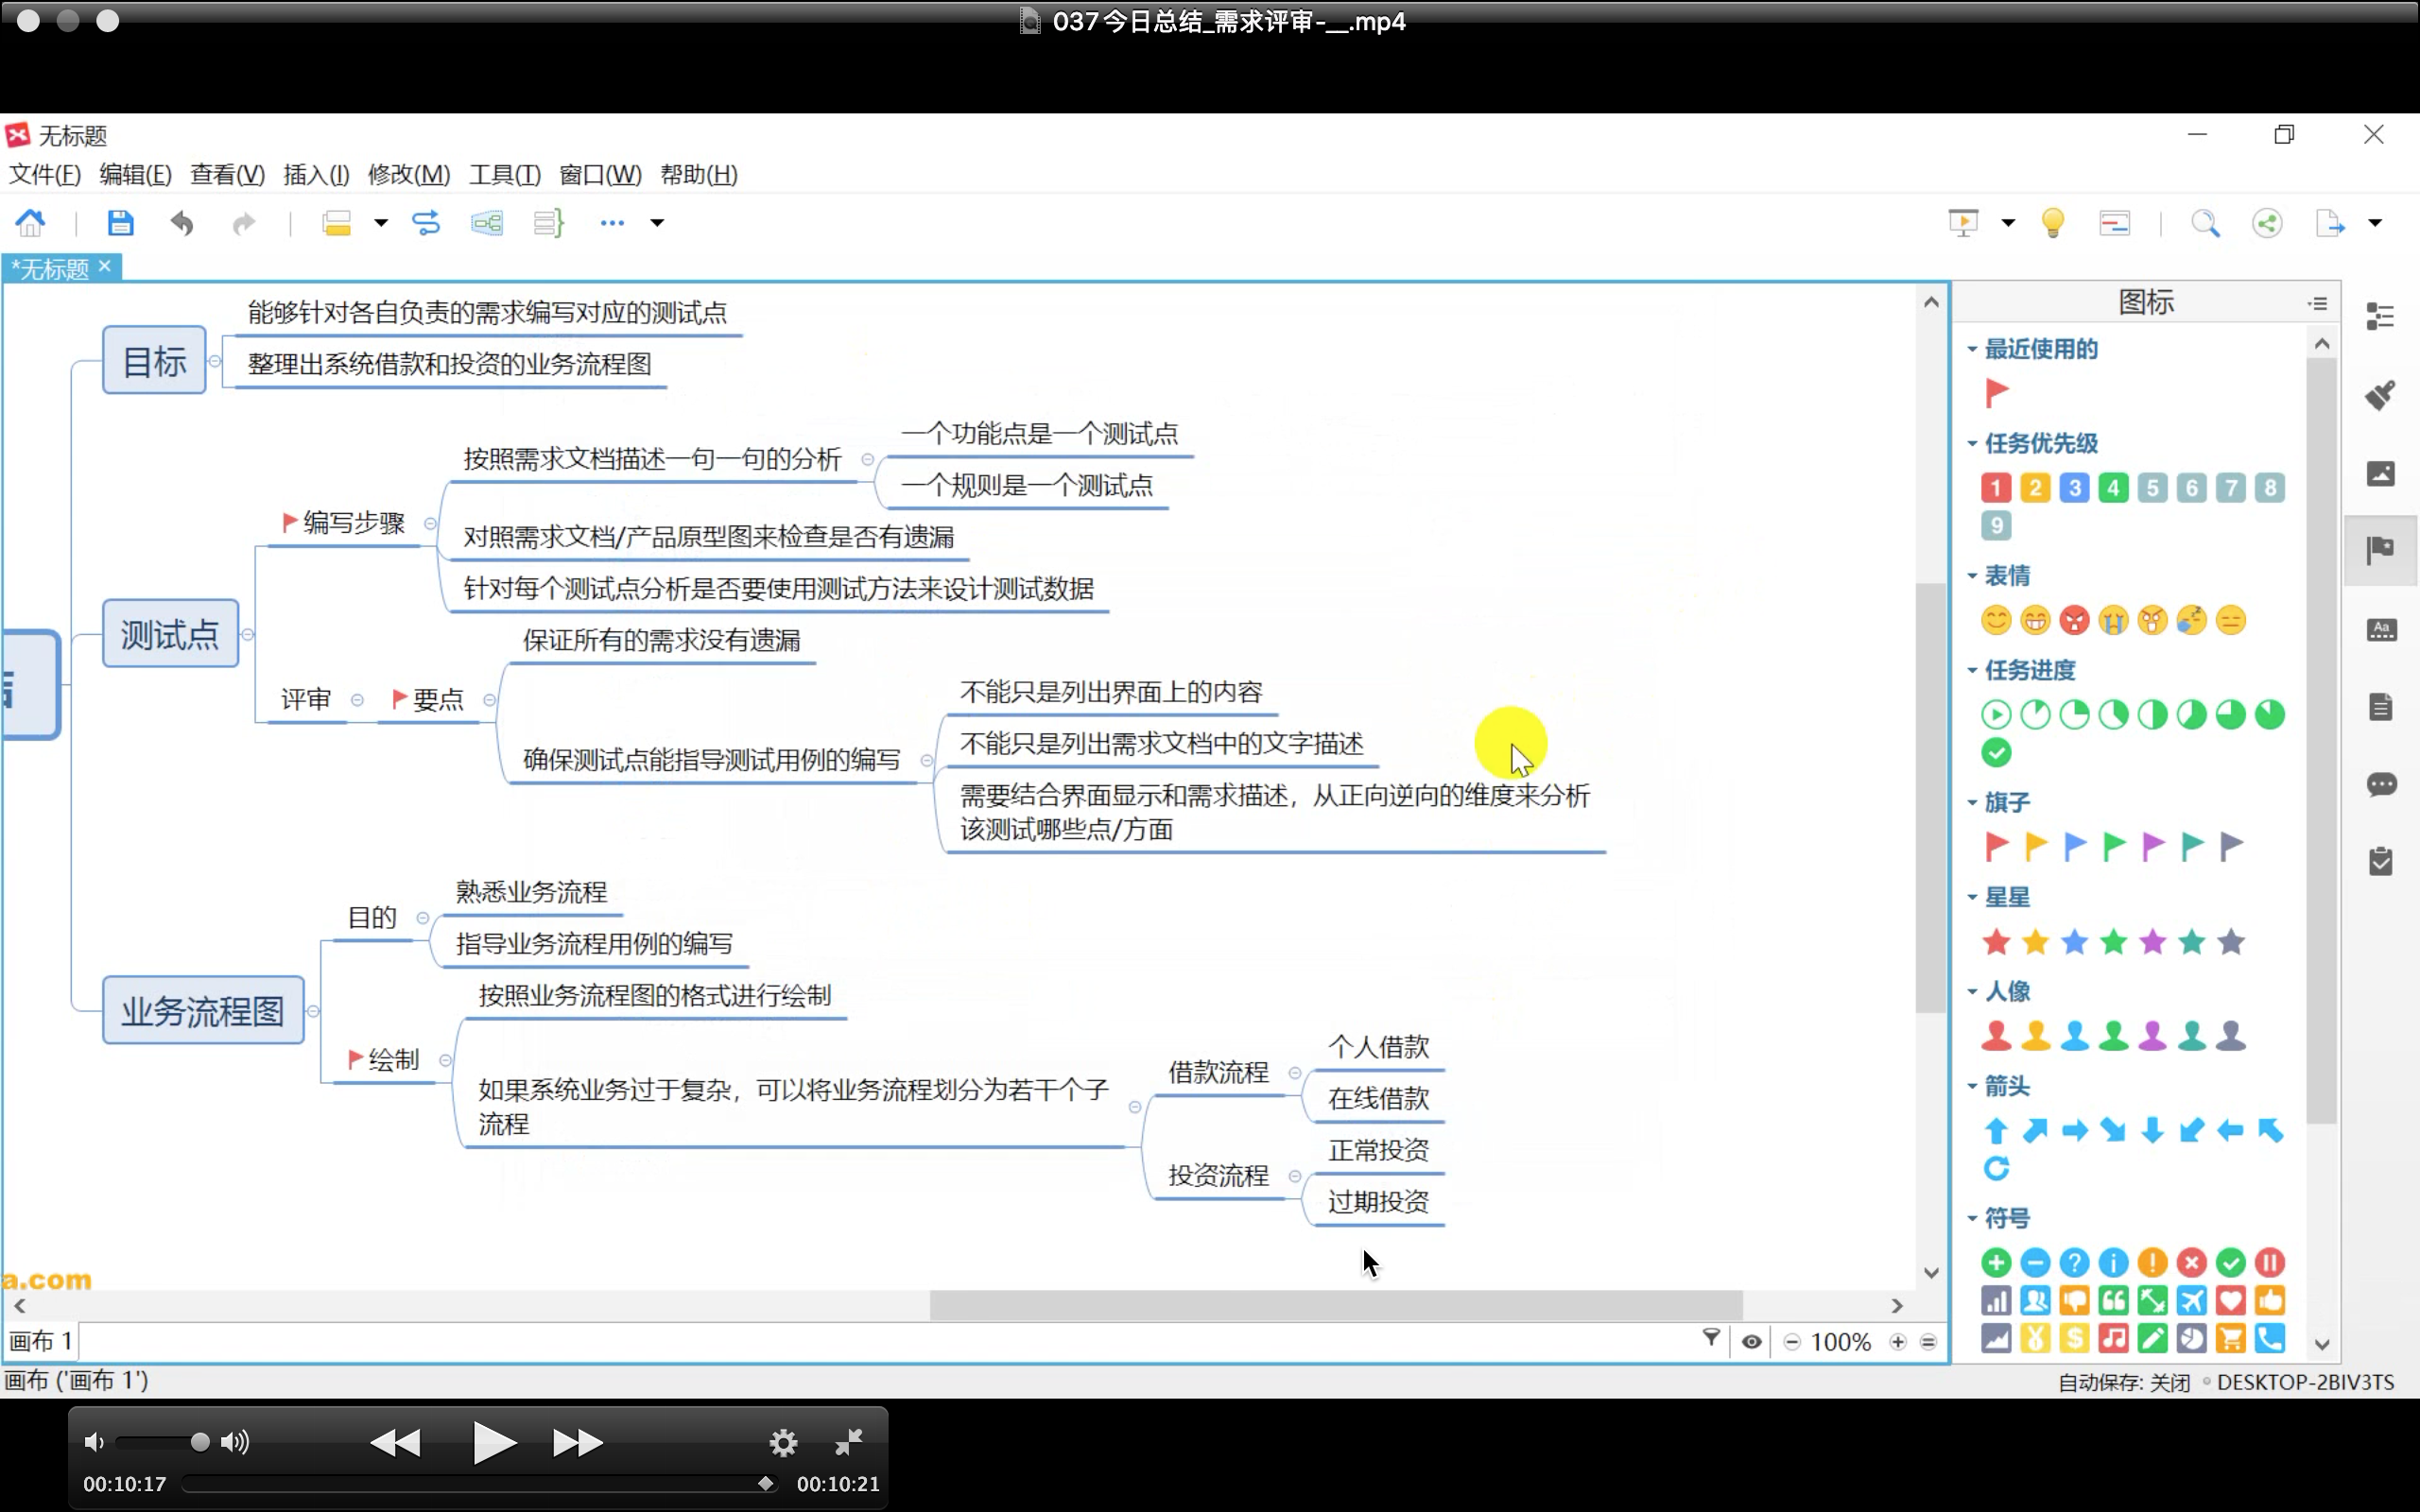 037今日总结_需求评审-__.mp4
无标题
文件(F) 编辑(E) 查看(V) 插入(I) 修改(M) 工具(T) 窗口(W) 帮助(H)
*无标题
目标
能够针对各自负责的需求编写对应的测试点
整理出系统借款和投资的业务流程图
测试点
编写步骤
按照需求文档描述一句一句的分析
一个功能点是一个测试点
一个规则是一个测试点
对照需求文档/产品原型图来检查是否有遗漏
针对每个测试点分析是否要使用测试方法来设计测试数据
评审
要点
保证所有的需求没有遗漏
确保测试点能指导测试用例的编写
不能只是列出界面上的内容
不能只是列出需求文档中的文字描述
需要结合界面显示和需求描述，从正向逆向的维度来分析
该测试哪些点/方面
业务流程图
目的
熟悉业务流程
指导业务流程用例的编写
绘制
按照业务流程图的格式进行绘制
如果系统业务过于复杂，可以将业务流程划分为若干个子
流程
借款流程
个人借款
在线借款
投资流程
正常投资
过期投资
a.com
画布 1
100%
画布 ('画布 1')
自动保存: 关闭 DESKTOP-2BIV3TS
图标
最近使用的
任务优先级
1 2 3 4 5 6 7 8
9
表情
任务进度
旗子
星星
人像
箭头
符号
Aa
00:10:17
00:10:21